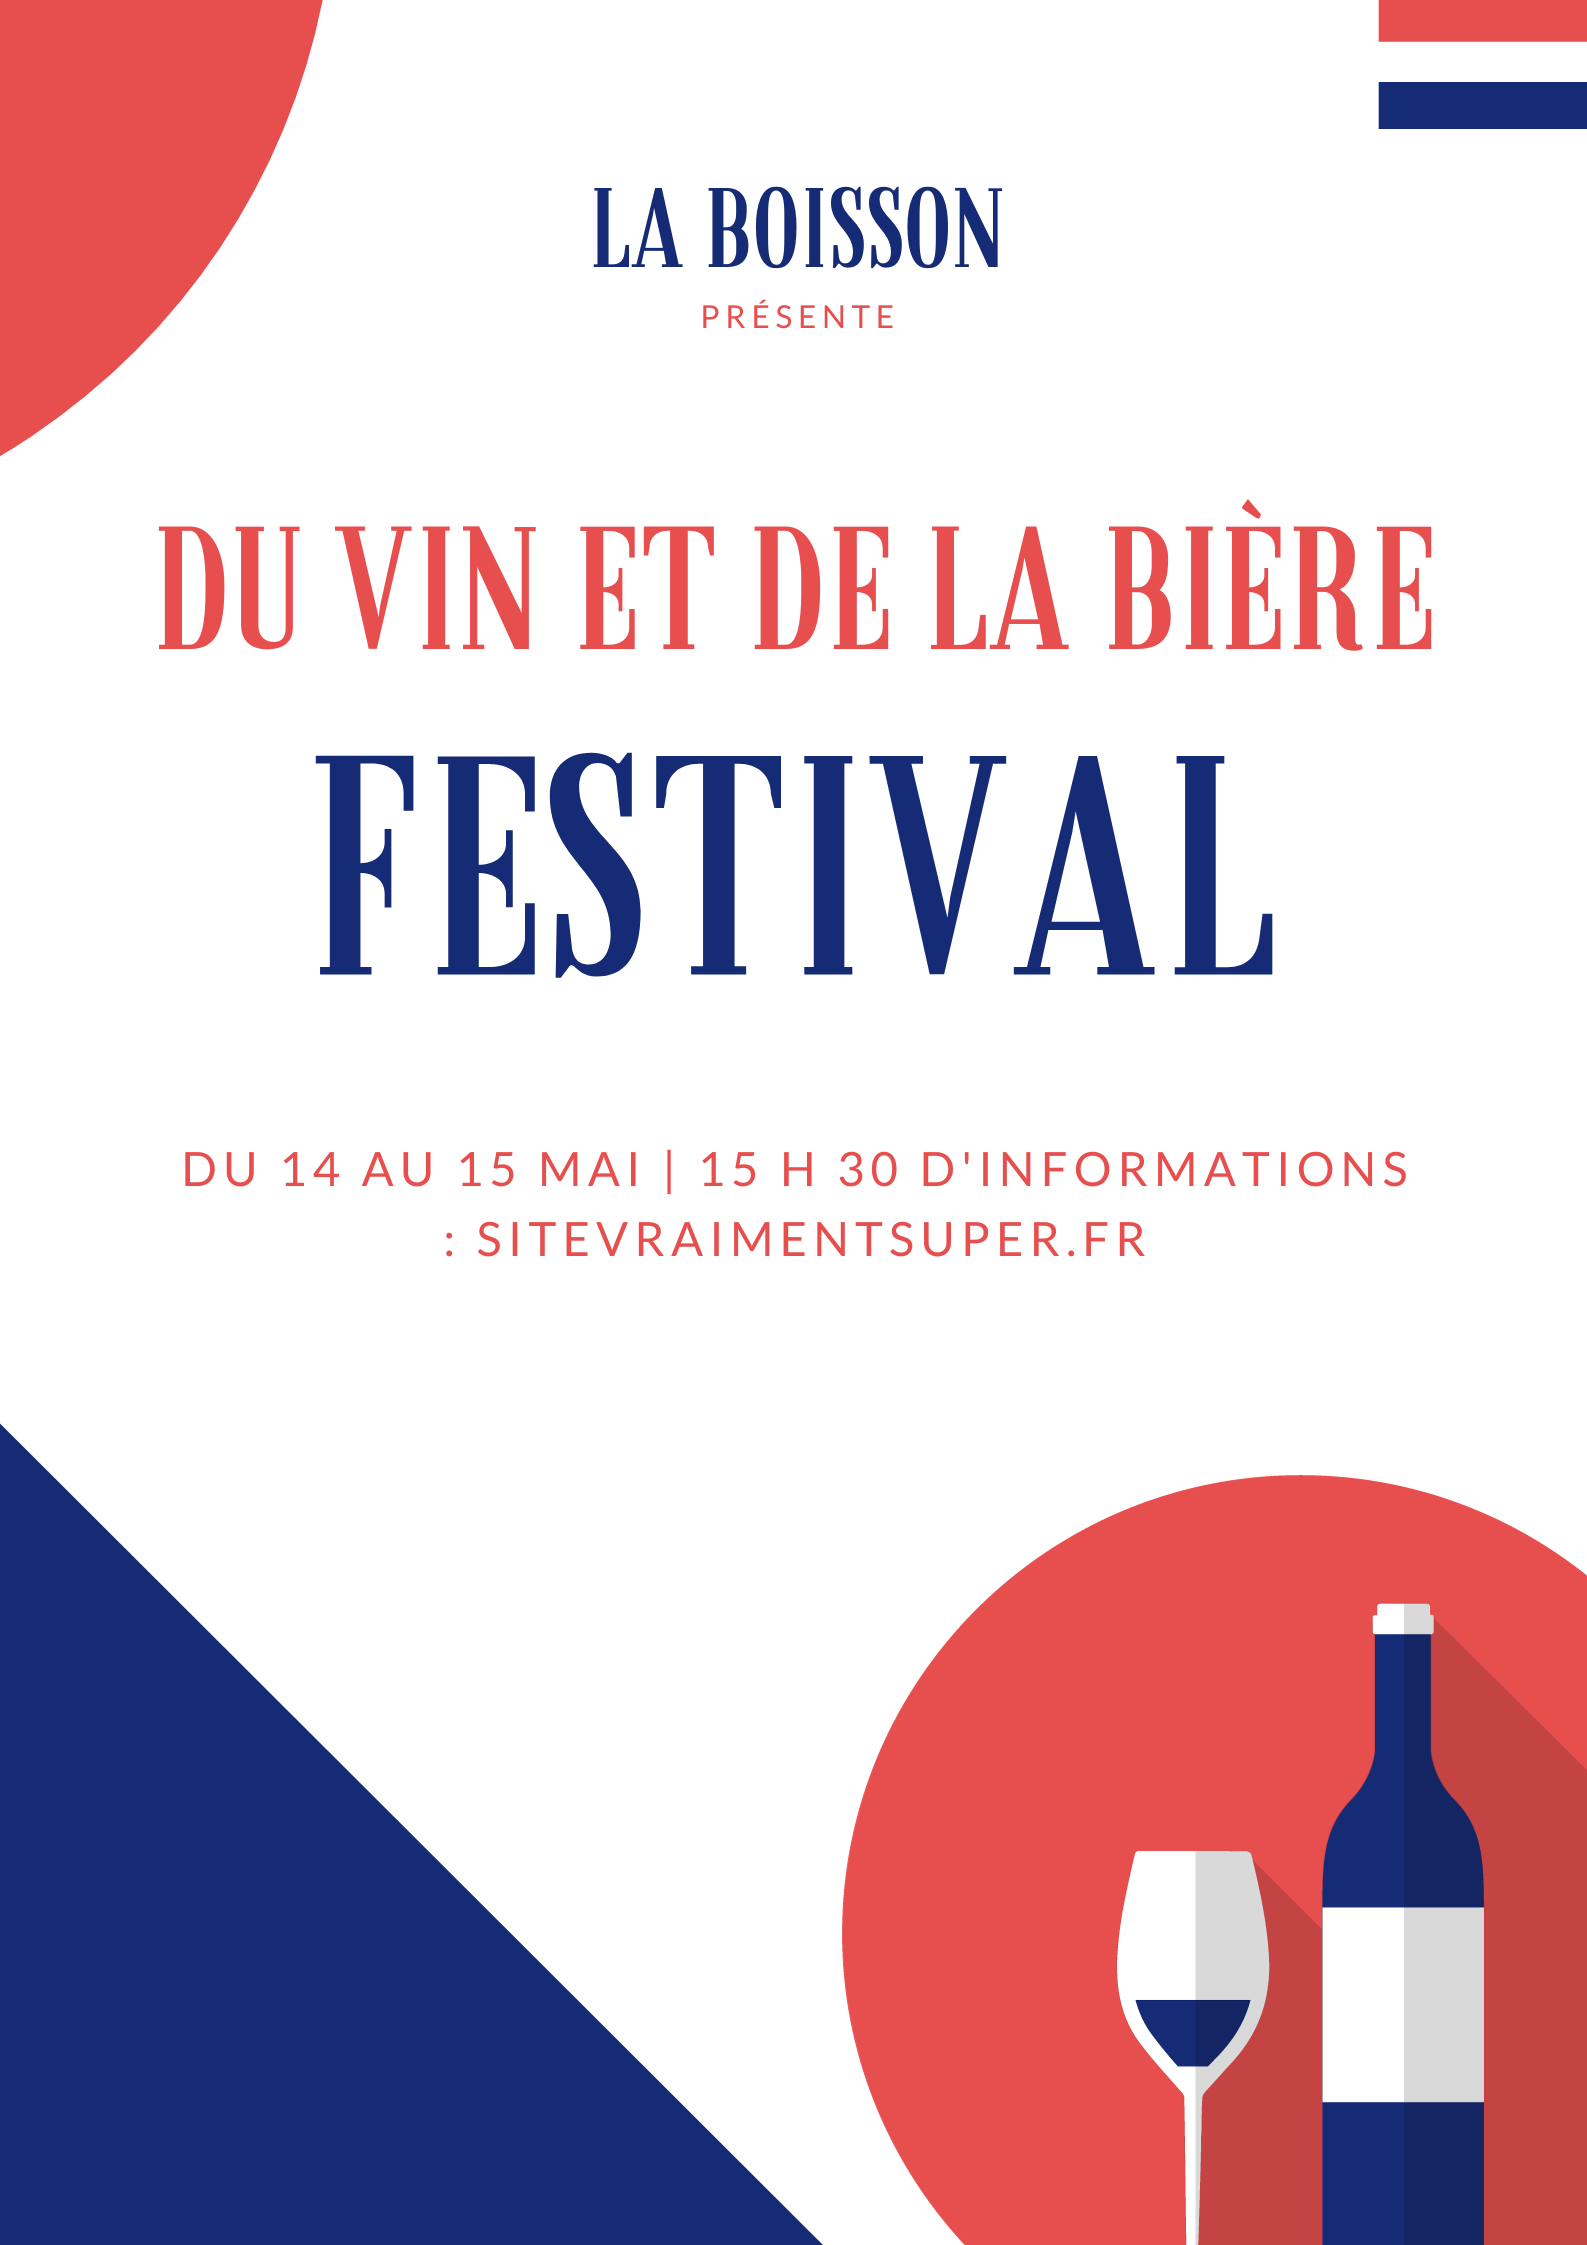 LA BOISSON
PRÉSENTE
DU VIN ET DE LA BIÈRE
FESTIVAL
DU 14 AU 15 MAI | 15 H 30 D'INFORMATIONS
: SITEVRAIMENTSUPER.FR